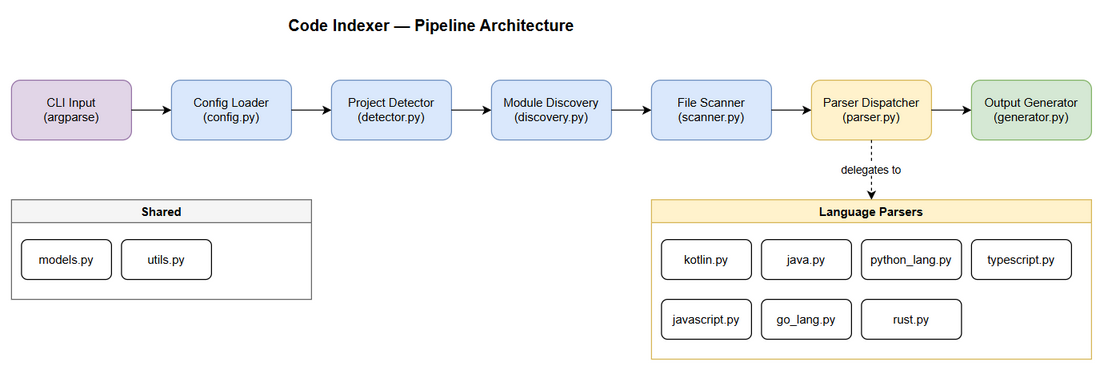 Code Indexer — Pipeline Architecture
CLI Input
(argparse)
Config Loader
(config.py)
Project Detector
(detector.py)
Module Discovery
(discovery.py)
File Scanner
(scanner.py)
Parser Dispatcher
(parser.py)
Output Generator
(generator.py)
delegates to
Shared
models.py
utils.py
Language Parsers
kotlin.py
java.py
python_lang.py
typescript.py
javascript.py
go_lang.py
rust.py